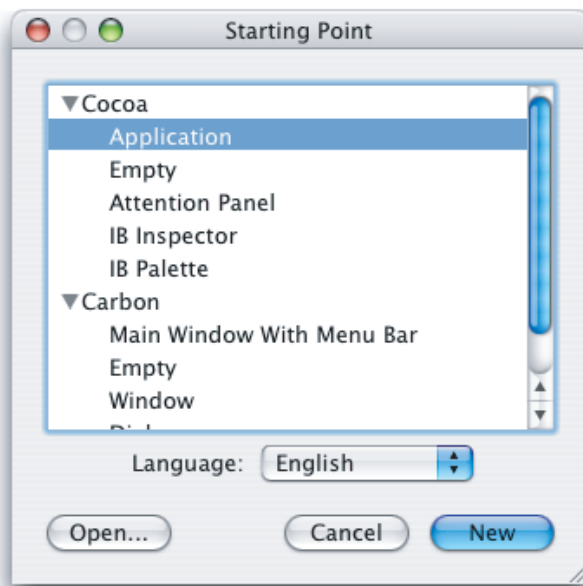 Starting Point
Cocoa
Application
Empty
Attention Panel
IB Inspector
IB Palette
Carbon
Main Window With Menu Bar
Empty
Window
Language: English
Open... Cancel New